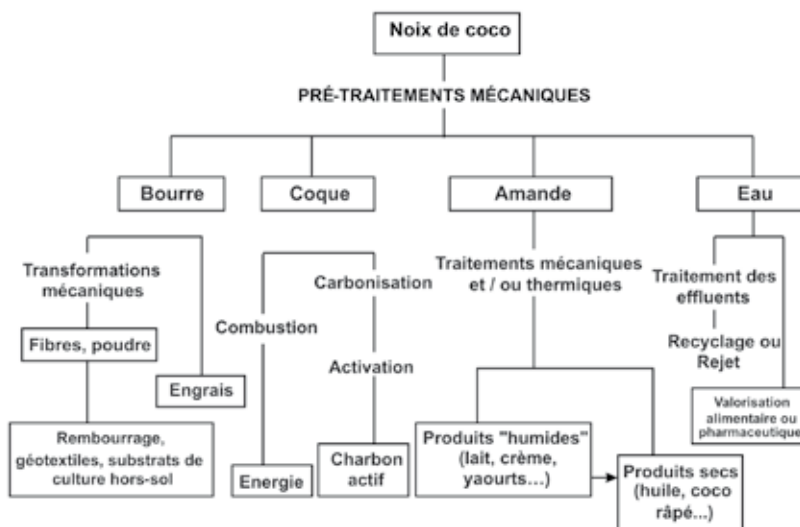 Noix de coco
PRÉ-TRAITEMENTS MÉCANIQUES
Bourre
Coque
Amande
Eau
Transformations
mécaniques
Fibres, poudre
Engrais
Rembourrage,
géotextiles, substrats de
culture hors-sol
Combustion
Energie
Carbonisation
Activation
Charbon
actif
Traitements mécaniques
et / ou thermiques
Produits "humides"
(lait, crème,
yaourts…)
Produits secs
(huile, coco
râpé...)
Traitement des
effluents
Recyclage ou
Rejet
Valorisation
alimentaire ou
pharmaceutique